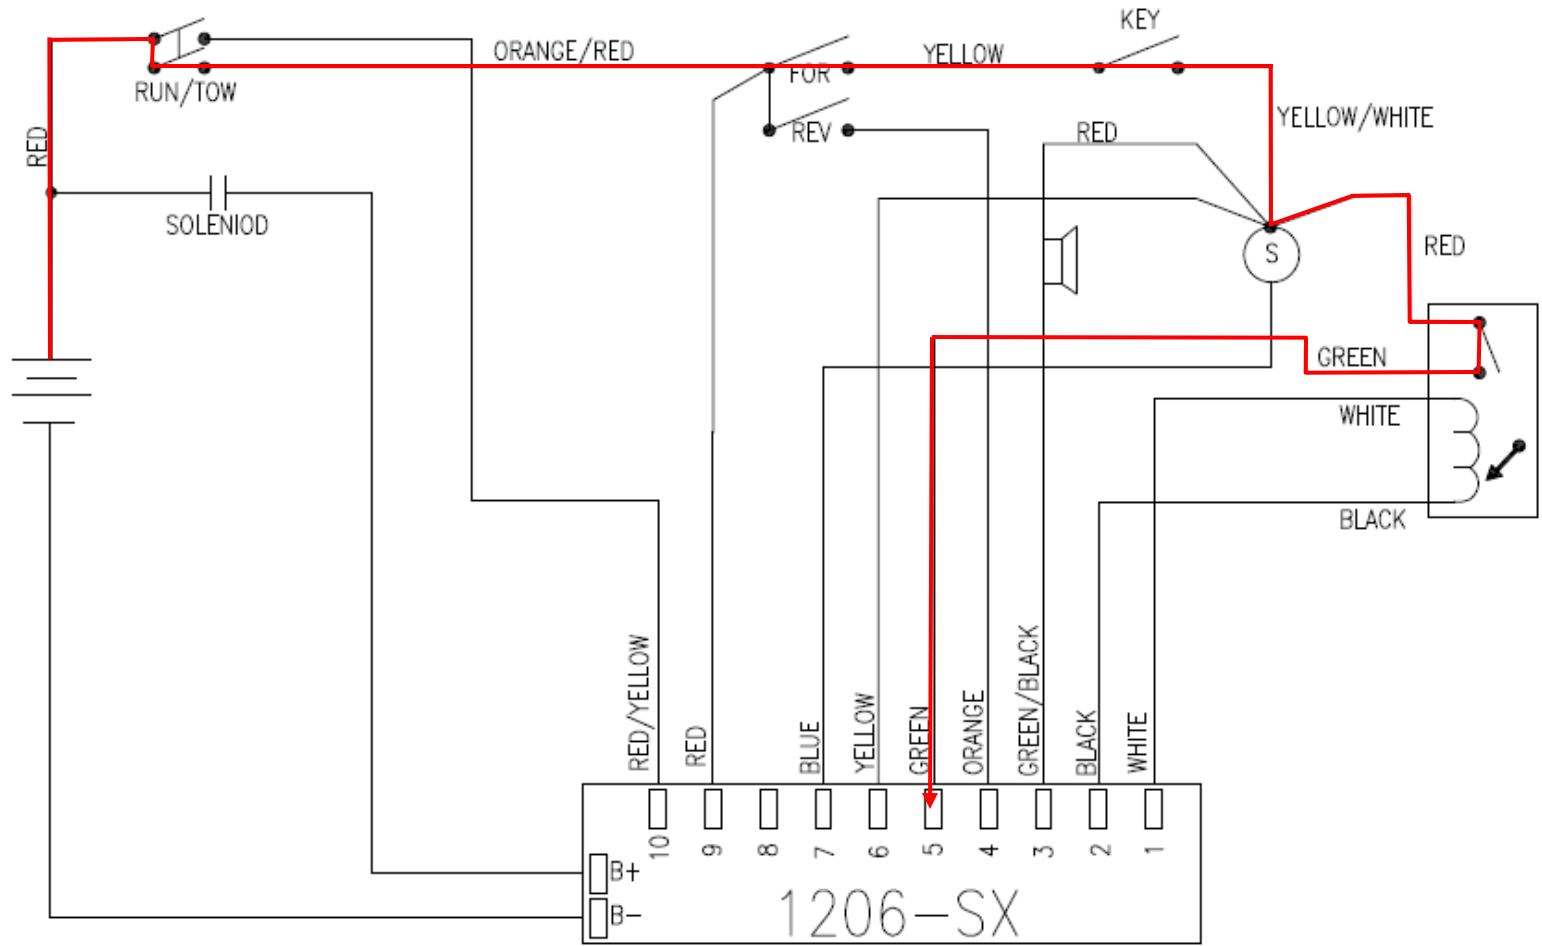 KEY
ORANGE/RED
YELLOW
FOR
RUN/TOW
YELLOW/WHITE
REV
RED
RED
SOLENIOD
S
RED
GREEN
WHITE
BLACK
RED/YELLOW
RED
BLUE
YELLOW
GREEN
ORANGE
GREEN/BLACK
BLACK
WHITE
10
9
8
7
6
5
4
3
2
1
B+
B-
1206-SX